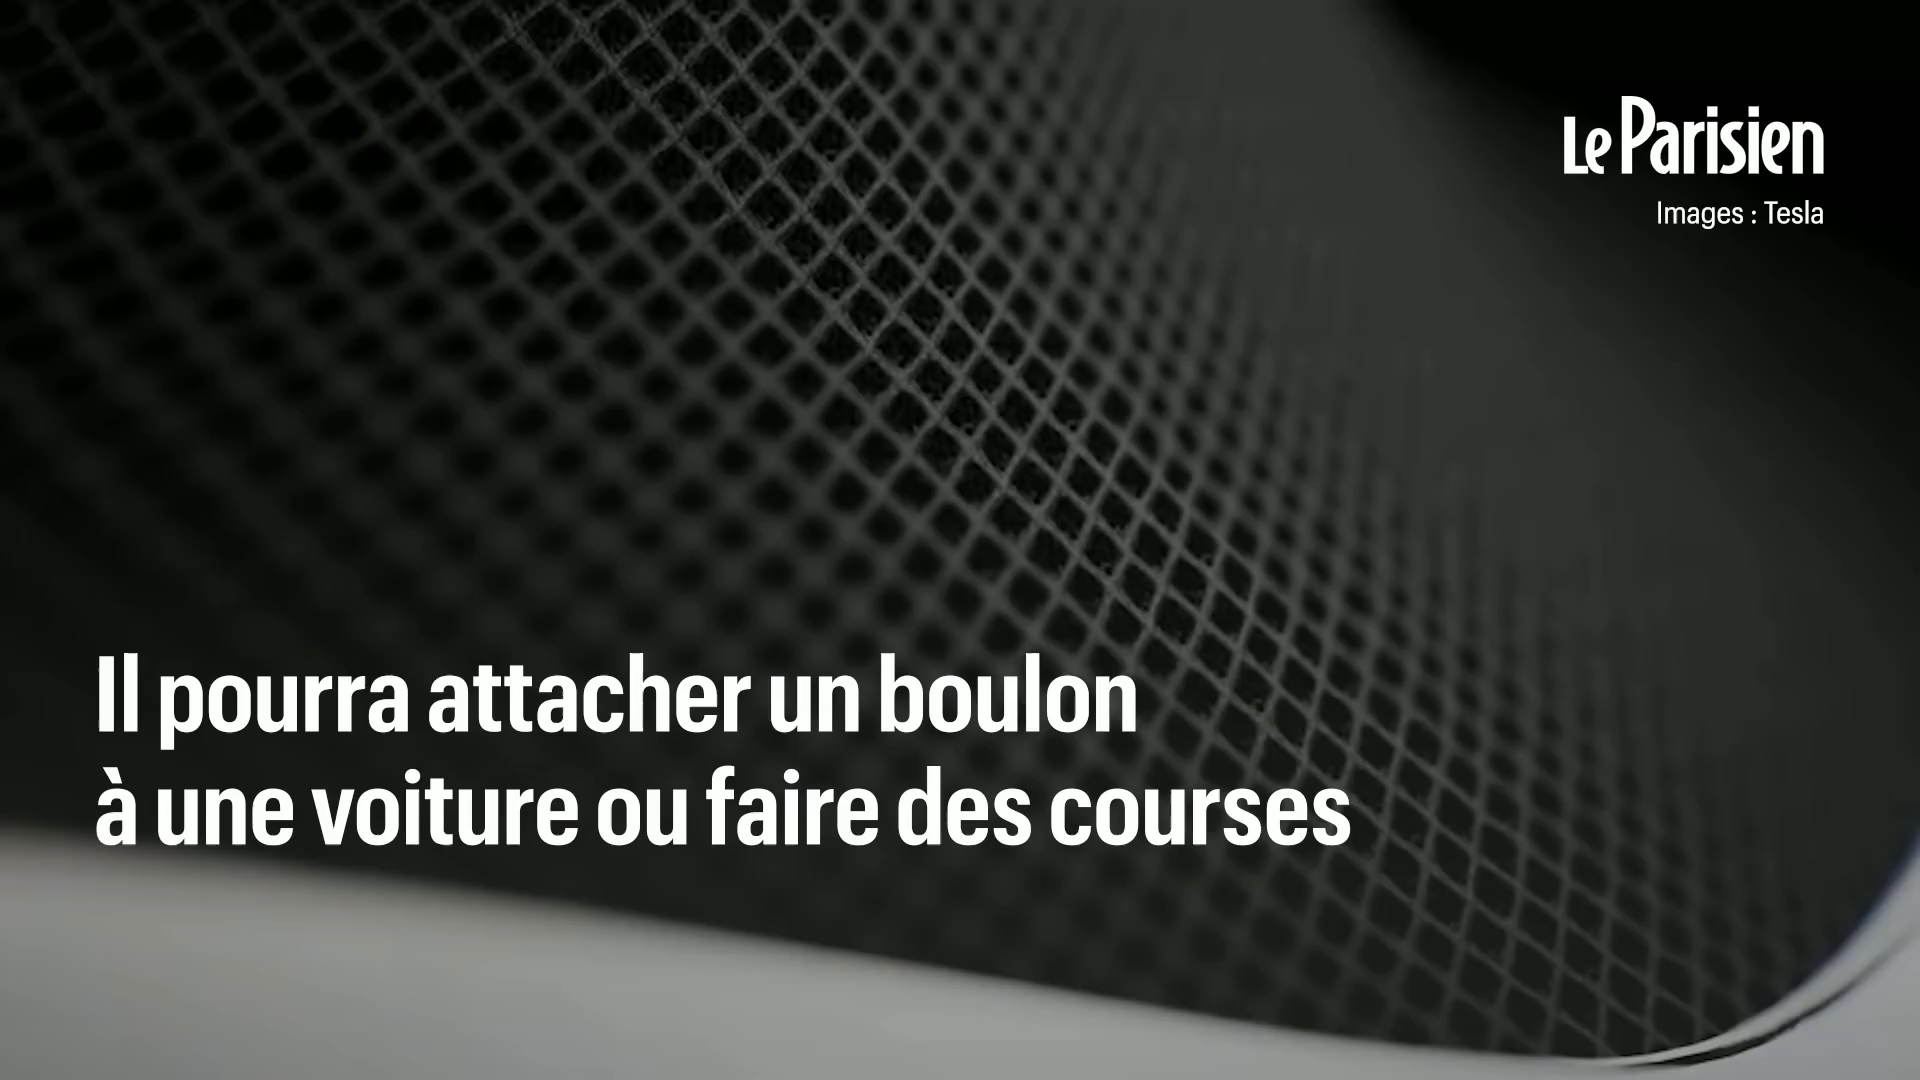 Le Parisien
Images : Tesla
Il pourra attacher un boulon
à une voiture ou faire des courses